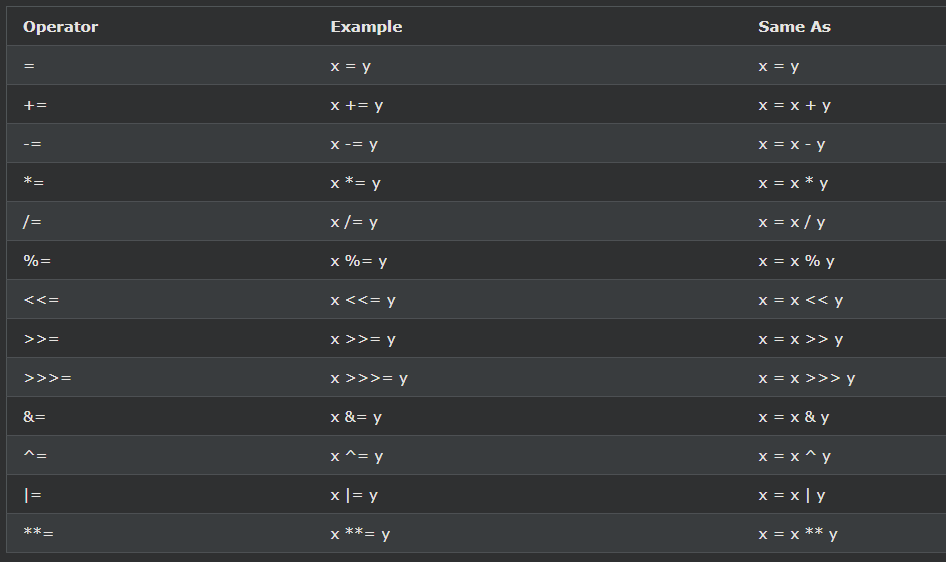 Operator Example Same As
= x = y x = y
+= x += y x = x + y
-= x -= y x = x - y
*= x *= y x = x * y
/= x /= y x = x / y
%= x %= y x = x % y
<<= x <<= y x = x << y
>>= x >>= y x = x >> y
>>>= x >>>= y x = x >>> y
&= x &= y x = x & y
^= x ^= y x = x ^ y
|= x |= y x = x | y
**= x **= y x = x ** y